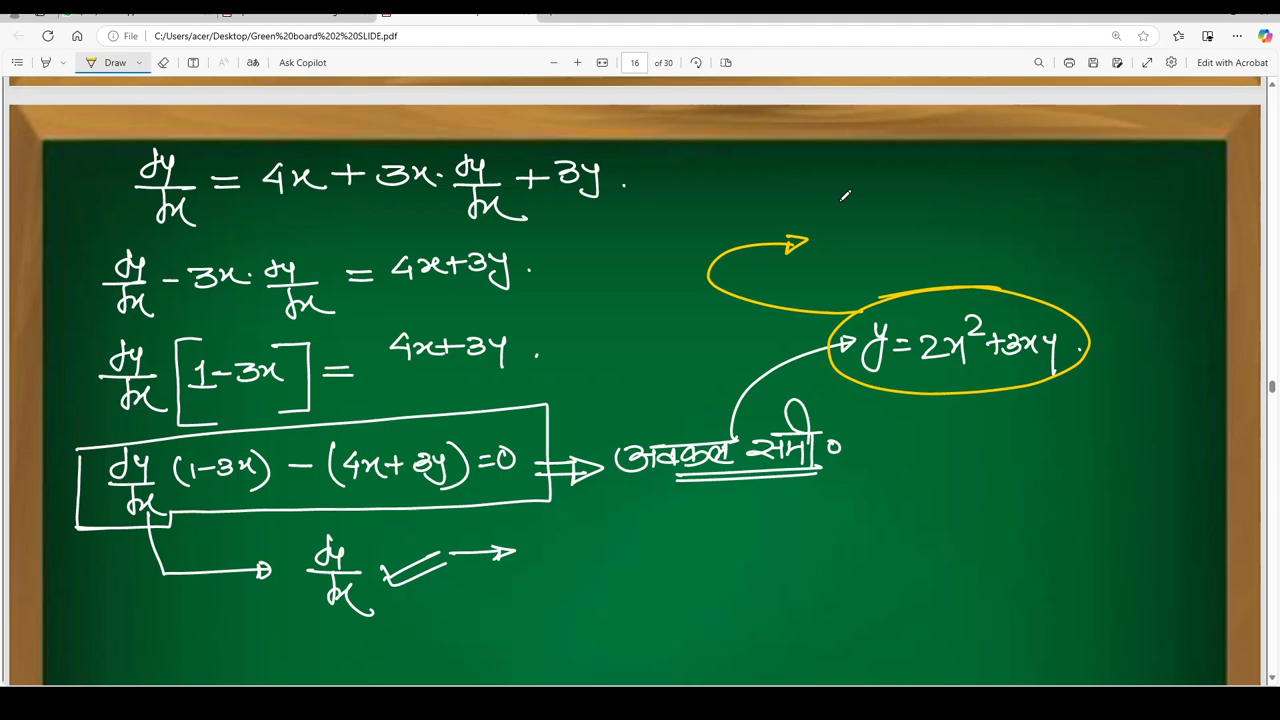 File C:/Users/acer/Desktop/Green%20board%202%20SLIDE.pdf
Draw Ask Copilot 16 of 30 Edit with Acrobat
dy/dx = 4x + 3x · dy/dx + 3y .
dy/dx - 3x · dy/dx = 4x+3y .
y = 2x²+3xy .
dy/dx [1-3x] = 4x+3y .
dy/dx (1-3x) - (4x+3y) = 0 ⇒ अवकल समी०
dy/dx